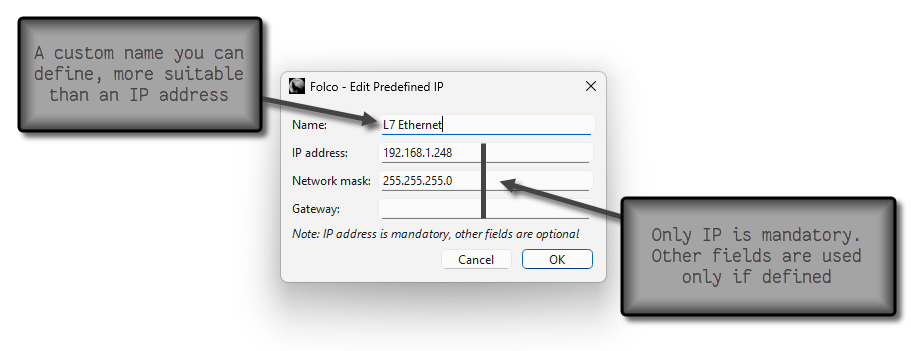 A custom name you can
define, more suitable
than an IP address
Folco - Edit Predefined IP
Name: L7 Ethernet
IP address: 192.168.1.248
Network mask: 255.255.255.0
Gateway:
Note: IP address is mandatory, other fields are optional
Cancel OK
Only IP is mandatory.
Other fields are used
only if defined